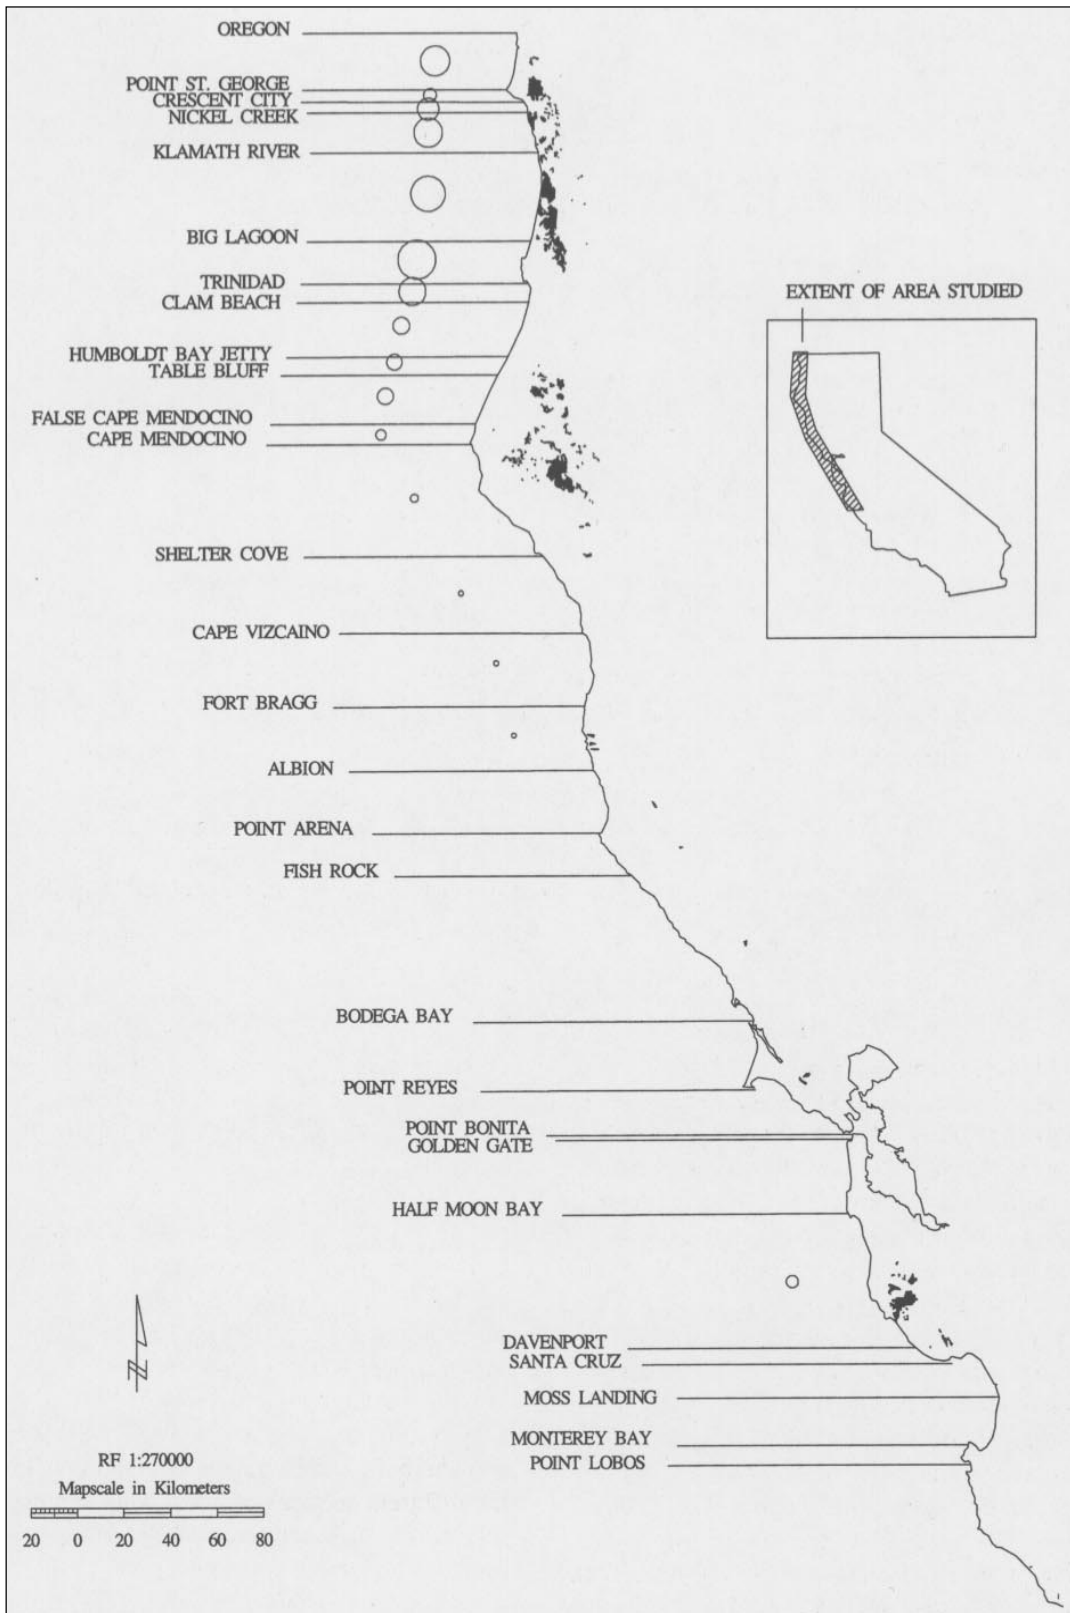 OREGON
POINT ST. GEORGE
CRESCENT CITY
NICKEL CREEK
KLAMATH RIVER
BIG LAGOON
TRINIDAD
CLAM BEACH
EXTENT OF AREA STUDIED
HUMBOLDT BAY JETTY
TABLE BLUFF
FALSE CAPE MENDOCINO
CAPE MENDOCINO
SHELTER COVE
CAPE VIZCAINO
FORT BRAGG
ALBION
POINT ARENA
FISH ROCK
BODEGA BAY
POINT REYES
POINT BONITA
GOLDEN GATE
HALF MOON BAY
DAVENPORT
SANTA CRUZ
MOSS LANDING
MONTEREY BAY
POINT LOBOS
N
RF 1:270000
Mapscale in Kilometers
20 0 20 40 60 80